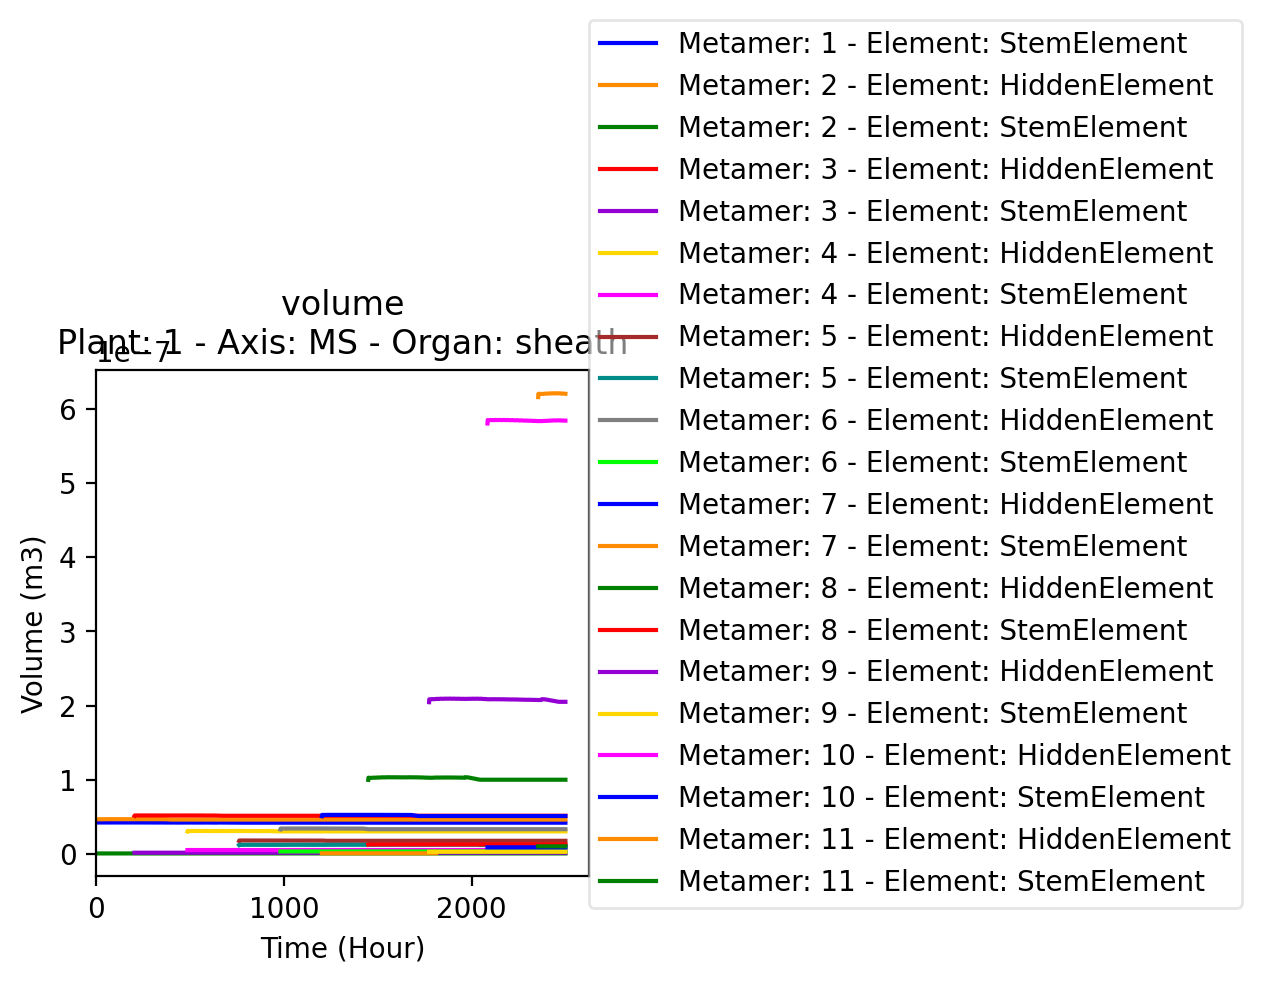 volume
Plant: 1 - Axis: MS - Organ: sheath
1e−7
6
5
4
3
2
1
0
Volume (m3)
0 1000 2000
Time (Hour)
Metamer: 1 - Element: StemElement
Metamer: 2 - Element: HiddenElement
Metamer: 2 - Element: StemElement
Metamer: 3 - Element: HiddenElement
Metamer: 3 - Element: StemElement
Metamer: 4 - Element: HiddenElement
Metamer: 4 - Element: StemElement
Metamer: 5 - Element: HiddenElement
Metamer: 5 - Element: StemElement
Metamer: 6 - Element: HiddenElement
Metamer: 6 - Element: StemElement
Metamer: 7 - Element: HiddenElement
Metamer: 7 - Element: StemElement
Metamer: 8 - Element: HiddenElement
Metamer: 8 - Element: StemElement
Metamer: 9 - Element: HiddenElement
Metamer: 9 - Element: StemElement
Metamer: 10 - Element: HiddenElement
Metamer: 10 - Element: StemElement
Metamer: 11 - Element: HiddenElement
Metamer: 11 - Element: StemElement